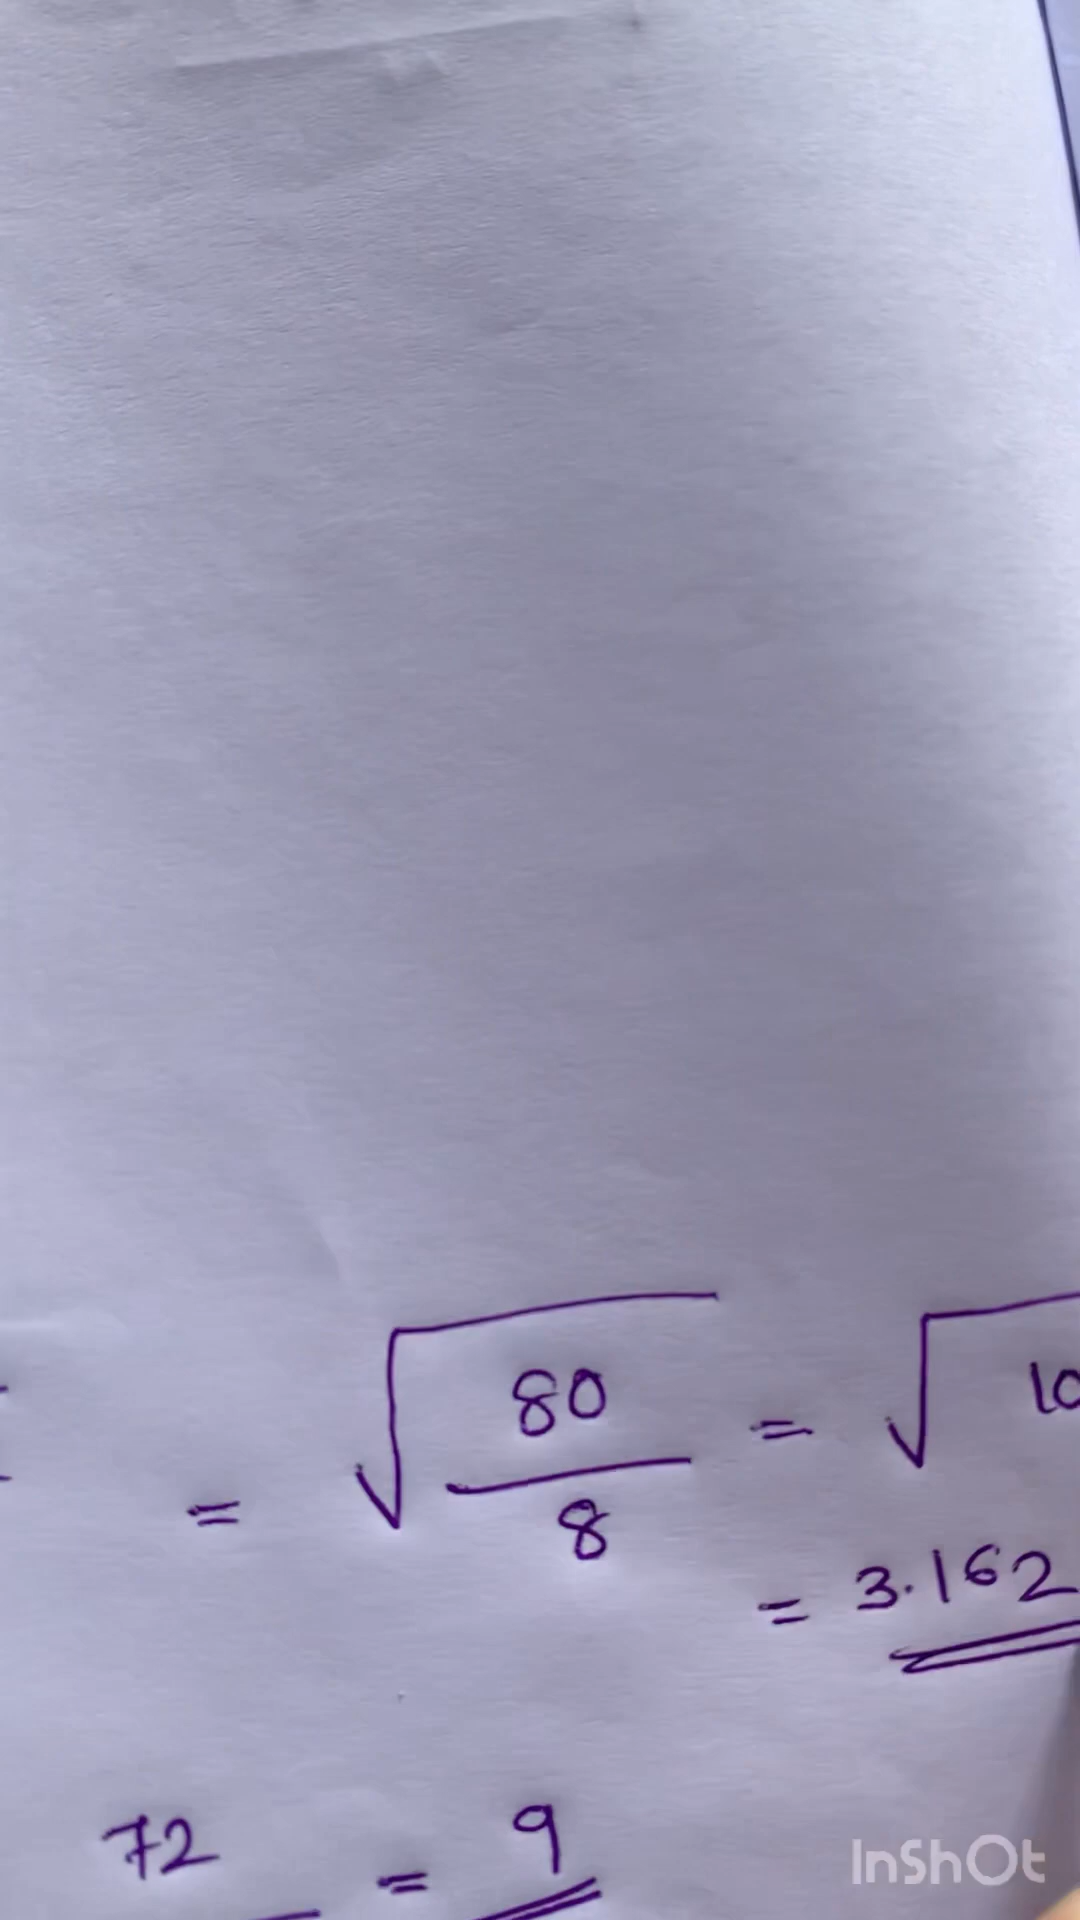 = √(80/8) = √10
= 3.162
72 = 9
InShOt